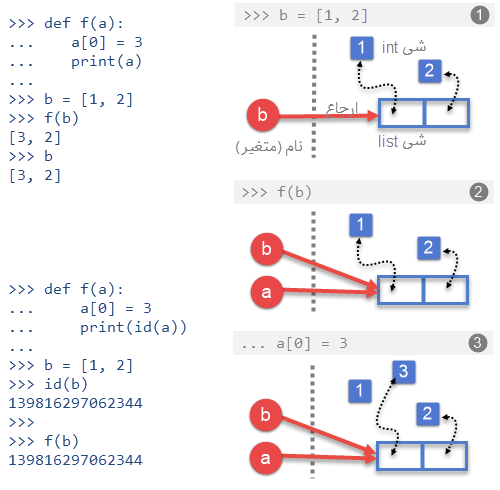 >>> def f(a):
...     a[0] = 3
...     print(a)
...
>>> b = [1, 2]
>>> f(b)
[3, 2]
>>> b
[3, 2]
>>> def f(a):
...     a[0] = 3
...     print(id(a))
...
>>> b = [1, 2]
>>> id(b)
139816297062344
>>>
>>> f(b)
139816297062344
>>> b = [1, 2]
1
1
شی int
2
b
ارجاع
نام (متغیر)
شی list
>>> f(b)
2
1
2
b
a
... a[0] = 3
3
3
1
2
b
a